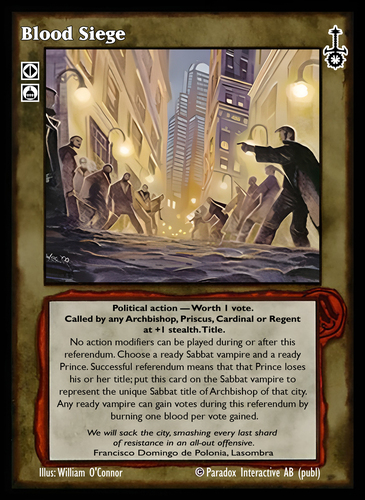 Blood Siege
Political action — Worth 1 vote.
Called by any Archbishop, Priscus, Cardinal or Regent
at +1 stealth. Title.
No action modifiers can be played during or after this
referendum. Choose a ready Sabbat vampire and a ready
Prince. Successful referendum means that that Prince loses
his or her title; put this card on the Sabbat vampire to
represent the unique Sabbat title of Archbishop of that city.
Any ready vampire can gain votes during this referendum by
burning one blood per vote gained.
We will sack the city, smashing every last shard
of resistance in an all-out offensive.
Francisco Domingo de Polonia, Lasombra
Illus: William O'Connor
© Paradox Interactive AB (publ)